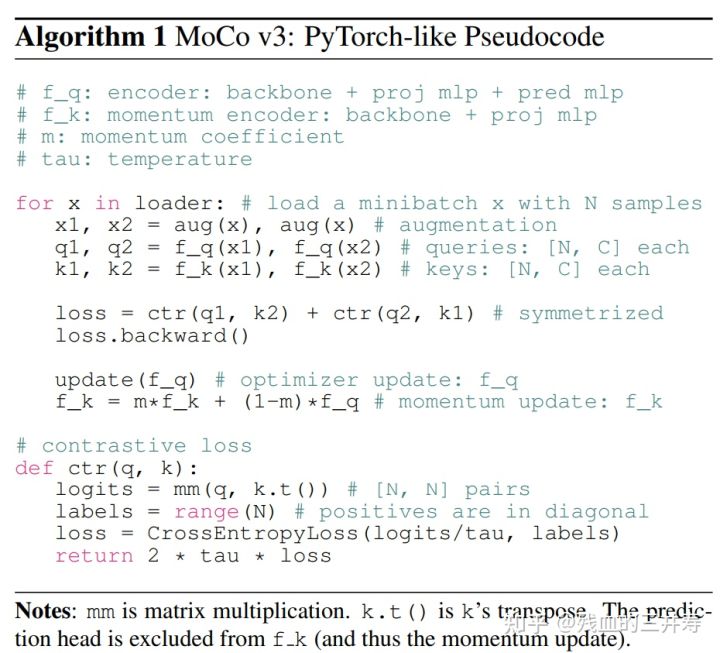 Algorithm 1 MoCo v3: PyTorch-like Pseudocode
# f_q: encoder: backbone + proj mlp + pred mlp
# f_k: momentum encoder: backbone + proj mlp
# m: momentum coefficient
# tau: temperature
for x in loader: # load a minibatch x with N samples
x1, x2 = aug(x), aug(x) # augmentation
q1, q2 = f_q(x1), f_q(x2) # queries: [N, C] each
k1, k2 = f_k(x1), f_k(x2) # keys: [N, C] each
loss = ctr(q1, k2) + ctr(q2, k1) # symmetrized
loss.backward()
update(f_q) # optimizer update: f_q
f_k = m*f_k + (1-m)*f_q # momentum update: f_k
# contrastive loss
def ctr(q, k):
logits = mm(q, k.t()) # [N, N] pairs
labels = range(N) # positives are in diagonal
loss = CrossEntropyLoss(logits/tau, labels)
return 2 * tau * loss
Notes: mm is matrix multiplication. k.t() is k's transpose. The predic-
tion head is excluded from f_k (and thus the momentum update).
知乎 @残血的三井寿